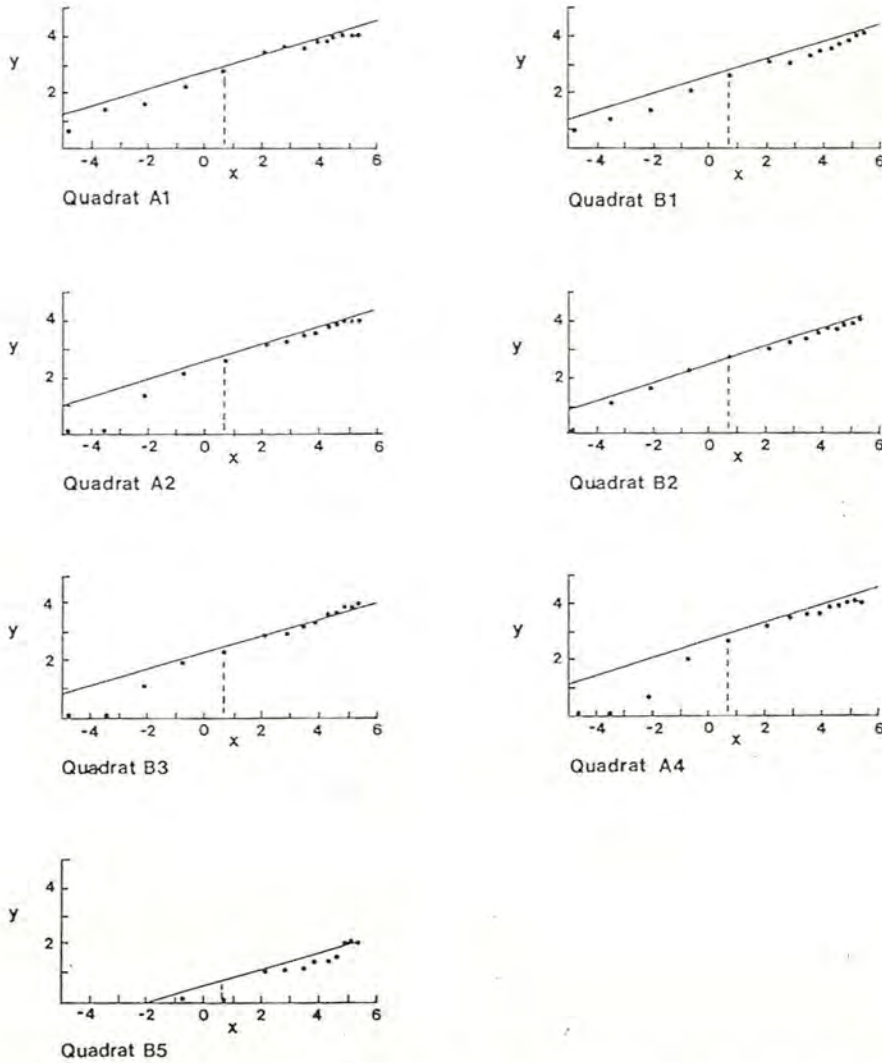 4
y
2
-4 -2 0 2 4 6
x
Quadrat A1
4
y
2
-4 -2 0 2 4 6
x
Quadrat B1
4
y
2
-4 -2 0 2 4 6
x
Quadrat A2
4
y
2
-4 -2 0 2 4 6
x
Quadrat B2
4
y
2
-4 -2 0 2 4 6
x
Quadrat B3
4
y
2
-4 -2 0 2 4 6
x
Quadrat A4
4
y
2
-4 -2 0 2 4 6
x
Quadrat B5